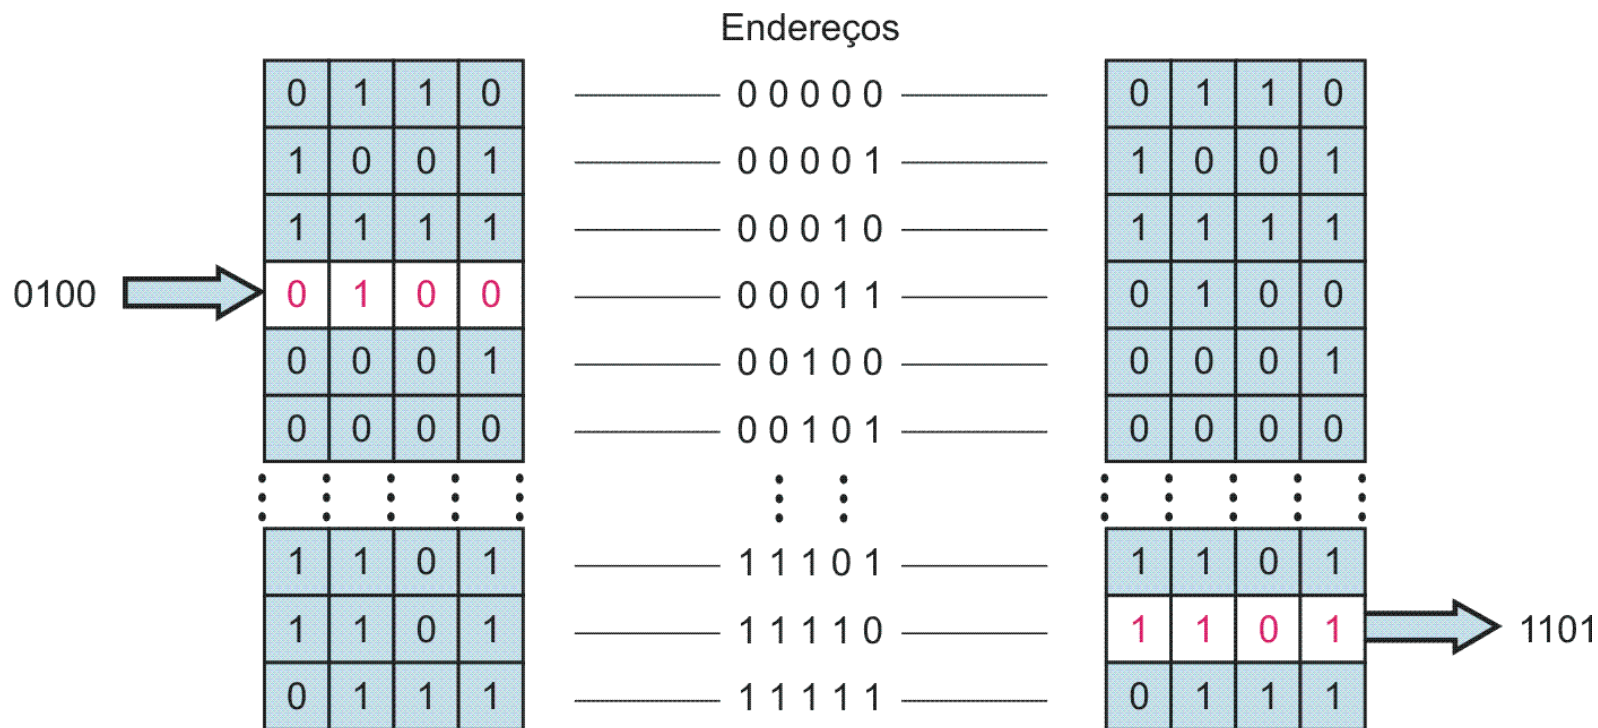 Endereços
0 1 1 0 0 0 0 0 0 0 1 1 0
1 0 0 1 0 0 0 0 1 1 0 0 1
1 1 1 1 0 0 0 1 0 1 1 1 1
0100 0 1 0 0 0 0 0 1 1 0 1 0 0
0 0 0 1 0 0 1 0 0 0 0 0 1
0 0 0 0 0 0 1 0 1 0 0 0 0
1 1 0 1 1 1 1 0 1 1 1 0 1
1 1 0 1 1 1 1 1 0 1 1 0 1 1101
0 1 1 1 1 1 1 1 1 0 1 1 1